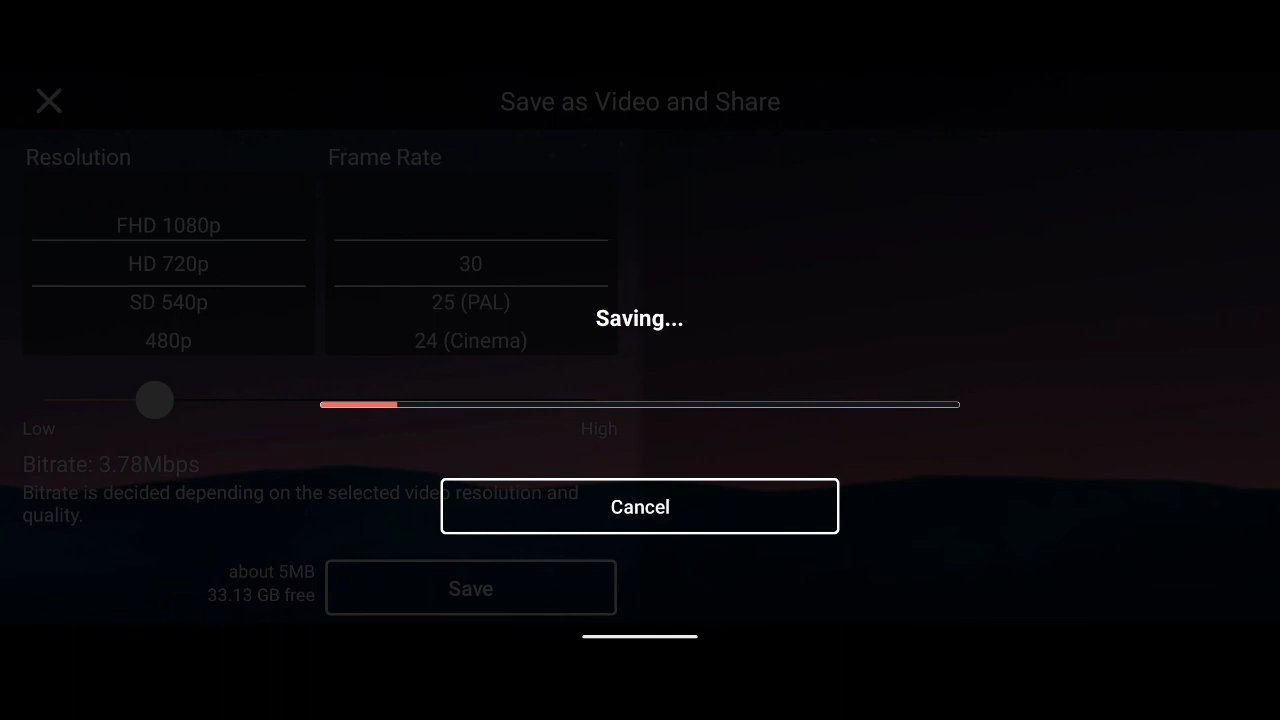 Save as Video and Share
Resolution
Frame Rate
FHD 1080p
HD 720p
SD 540p
480p
30
25 (PAL)
24 (Cinema)
Saving...
Low
High
Bitrate: 3.78Mbps
Bitrate is decided depending on the selected video resolution and
quality.
Cancel
about 5MB
33.13 GB free
Save